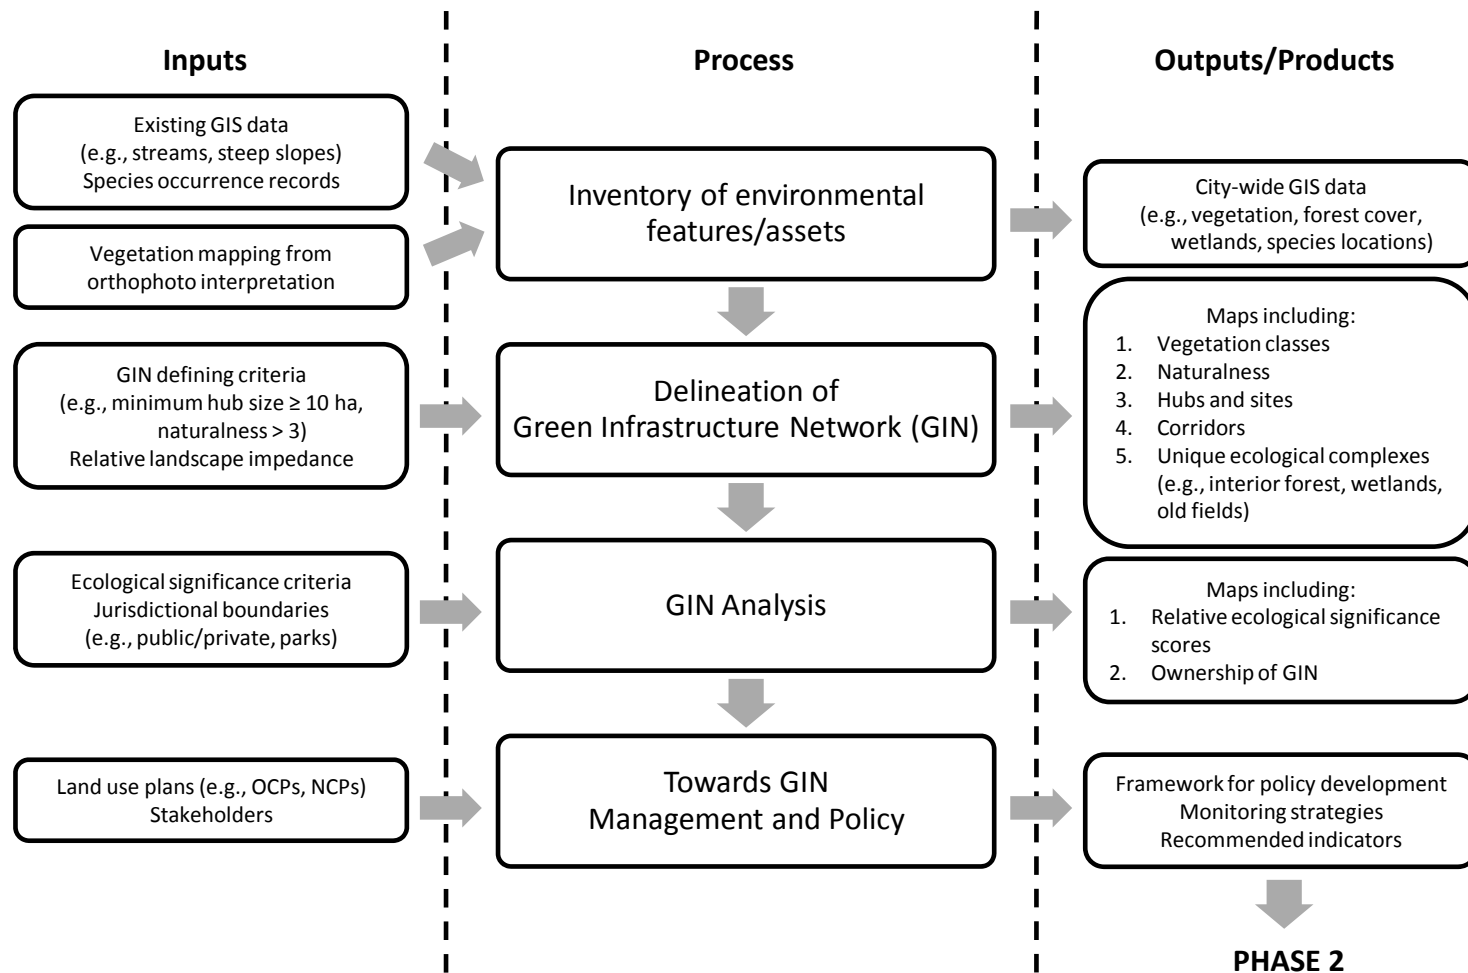 Inputs
Process
Outputs/Products
Existing GIS data
(e.g., streams, steep slopes)
Species occurrence records
Vegetation mapping from
orthophoto interpretation
Inventory of environmental
features/assets
City-wide GIS data
(e.g., vegetation, forest cover,
wetlands, species locations)
GIN defining criteria
(e.g., minimum hub size ≥ 10 ha,
naturalness > 3)
Relative landscape impedance
Delineation of
Green Infrastructure Network (GIN)
Maps including:
1. Vegetation classes
2. Naturalness
3. Hubs and sites
4. Corridors
5. Unique ecological complexes
(e.g., interior forest, wetlands,
old fields)
Ecological significance criteria
Jurisdictional boundaries
(e.g., public/private, parks)
GIN Analysis
Maps including:
1. Relative ecological significance
scores
2. Ownership of GIN
Land use plans (e.g., OCPs, NCPs)
Stakeholders
Towards GIN
Management and Policy
Framework for policy development
Monitoring strategies
Recommended indicators
PHASE 2